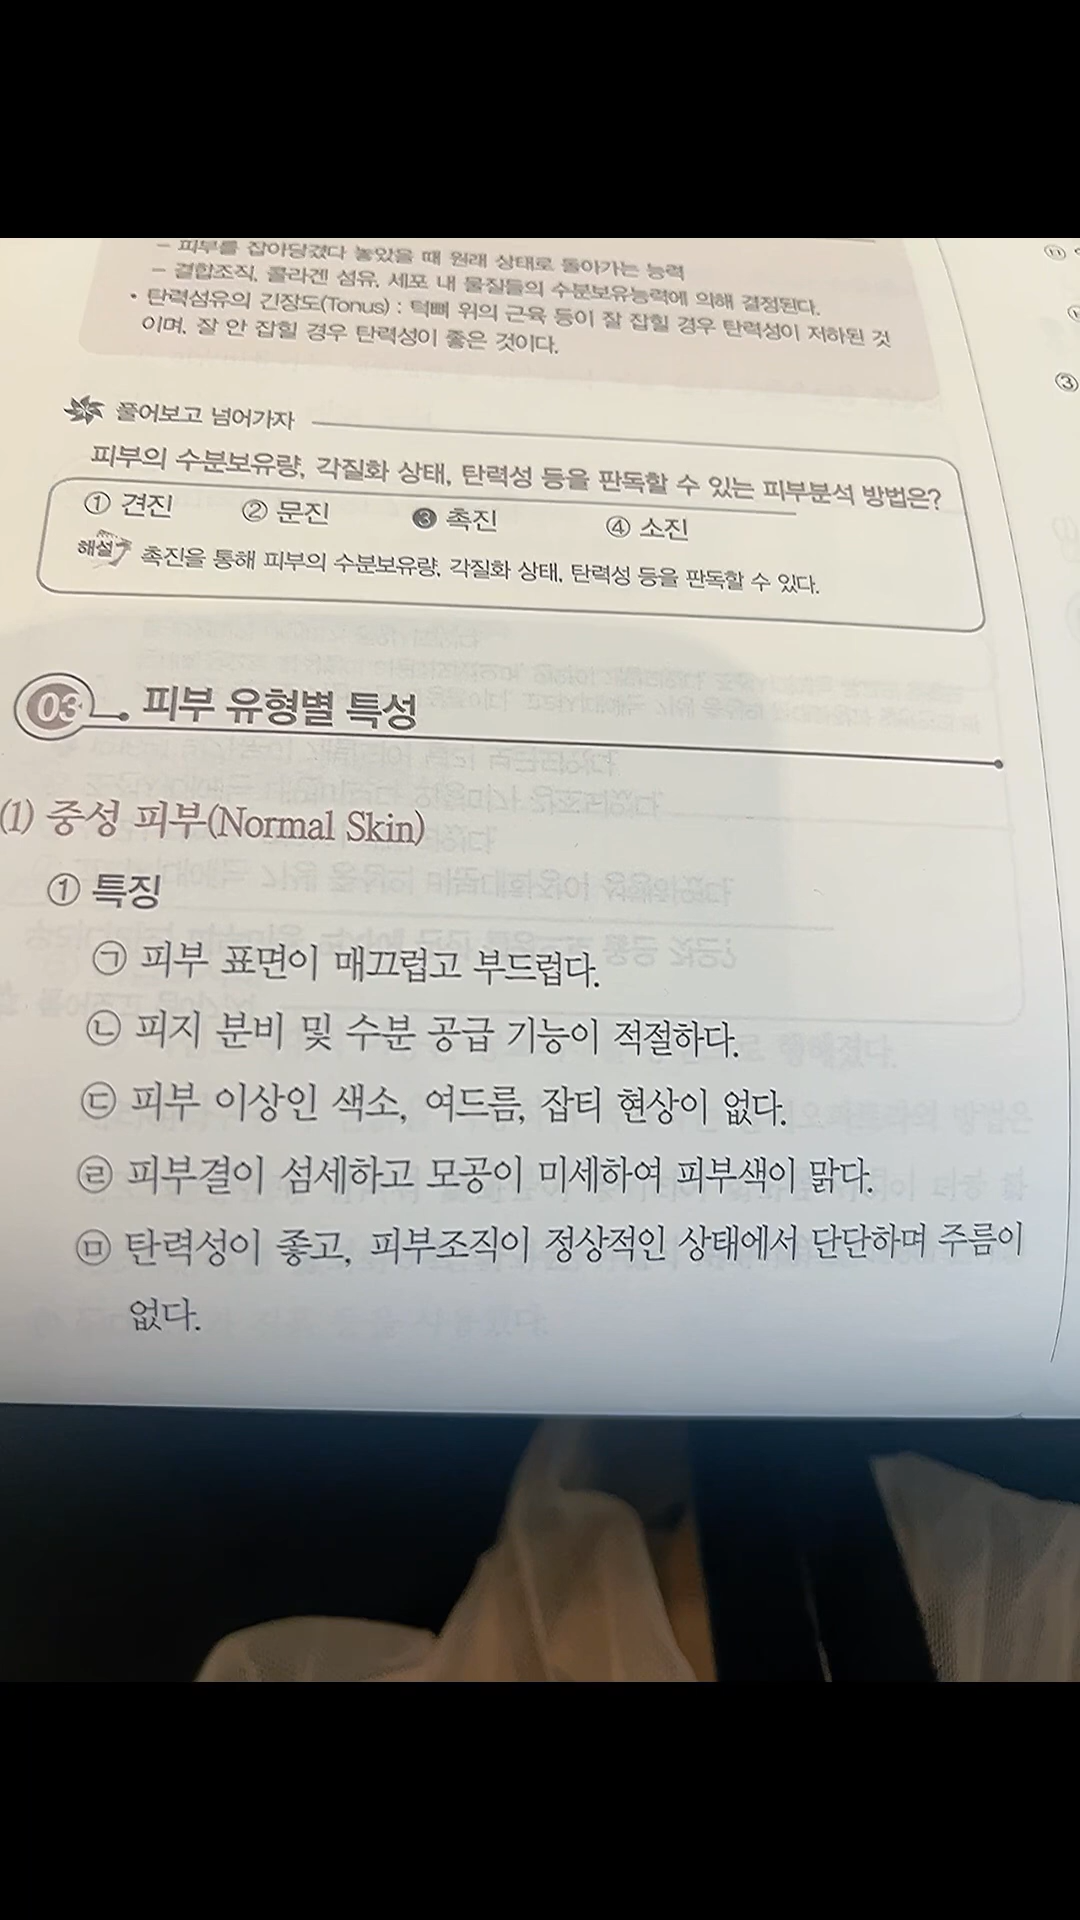 – 피부를 잡아당겼다 놓았을 때 원래 상태로 돌아가는 능력
– 결합조직, 콜라겐 섬유, 세포 내 물질들의 수분보유능력에 의해 결정된다.
• 탄력섬유의 긴장도(Tonus) : 턱뼈 위의 근육 등이 잘 잡힐 경우 탄력성이 저하된 것
이며, 잘 안 잡힐 경우 탄력성이 좋은 것이다.
풀어보고 넘어가자
피부의 수분보유량, 각질화 상태, 탄력성 등을 판독할 수 있는 피부분석 방법은?
① 견진 ② 문진 ❸ 촉진 ④ 소진
해설 촉진을 통해 피부의 수분보유량, 각질화 상태, 탄력성 등을 판독할 수 있다.
03 피부 유형별 특성
(1) 중성 피부(Normal Skin)
① 특징
㉠ 피부 표면이 매끄럽고 부드럽다.
㉡ 피지 분비 및 수분 공급 기능이 적절하다.
㉢ 피부 이상인 색소, 여드름, 잡티 현상이 없다.
㉣ 피부결이 섬세하고 모공이 미세하여 피부색이 맑다.
㉤ 탄력성이 좋고, 피부조직이 정상적인 상태에서 단단하며 주름이
없다.
③